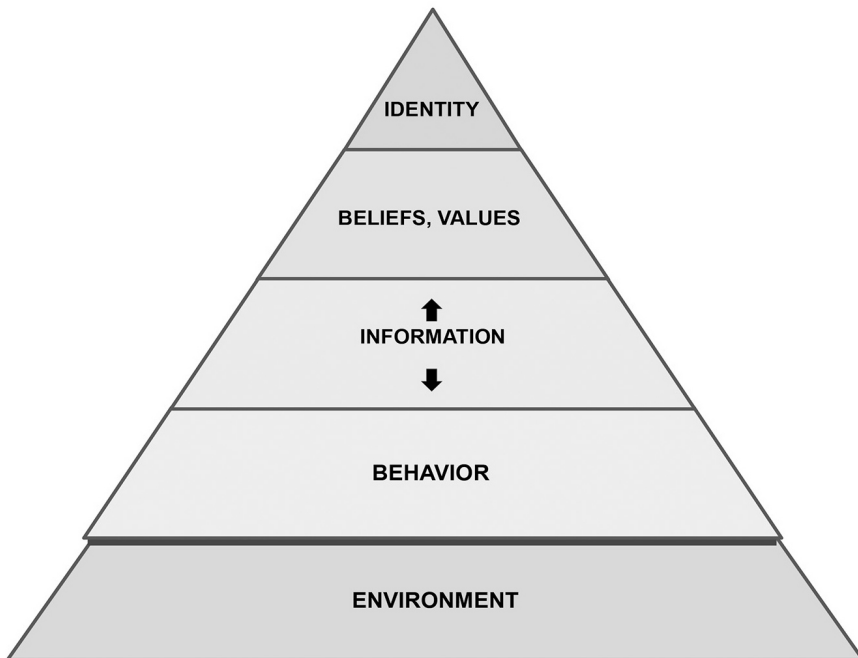 IDENTITY
BELIEFS, VALUES
INFORMATION
BEHAVIOR
ENVIRONMENT